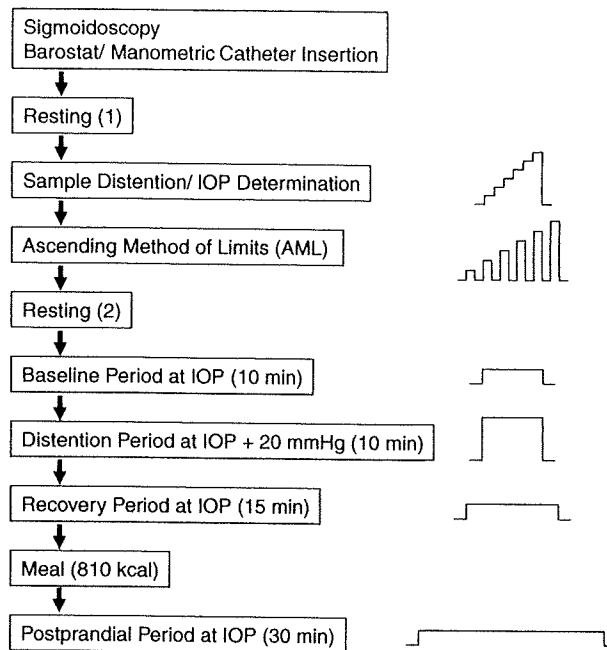 Sigmoidoscopy
Barostat/ Manometric Catheter Insertion
Resting (1)
Sample Distention/ IOP Determination
Ascending Method of Limits (AML)
Resting (2)
Baseline Period at IOP (10 min)
Distention Period at IOP + 20 mmHg (10 min)
Recovery Period at IOP (15 min)
Meal (810 kcal)
Postprandial Period at IOP (30 min)